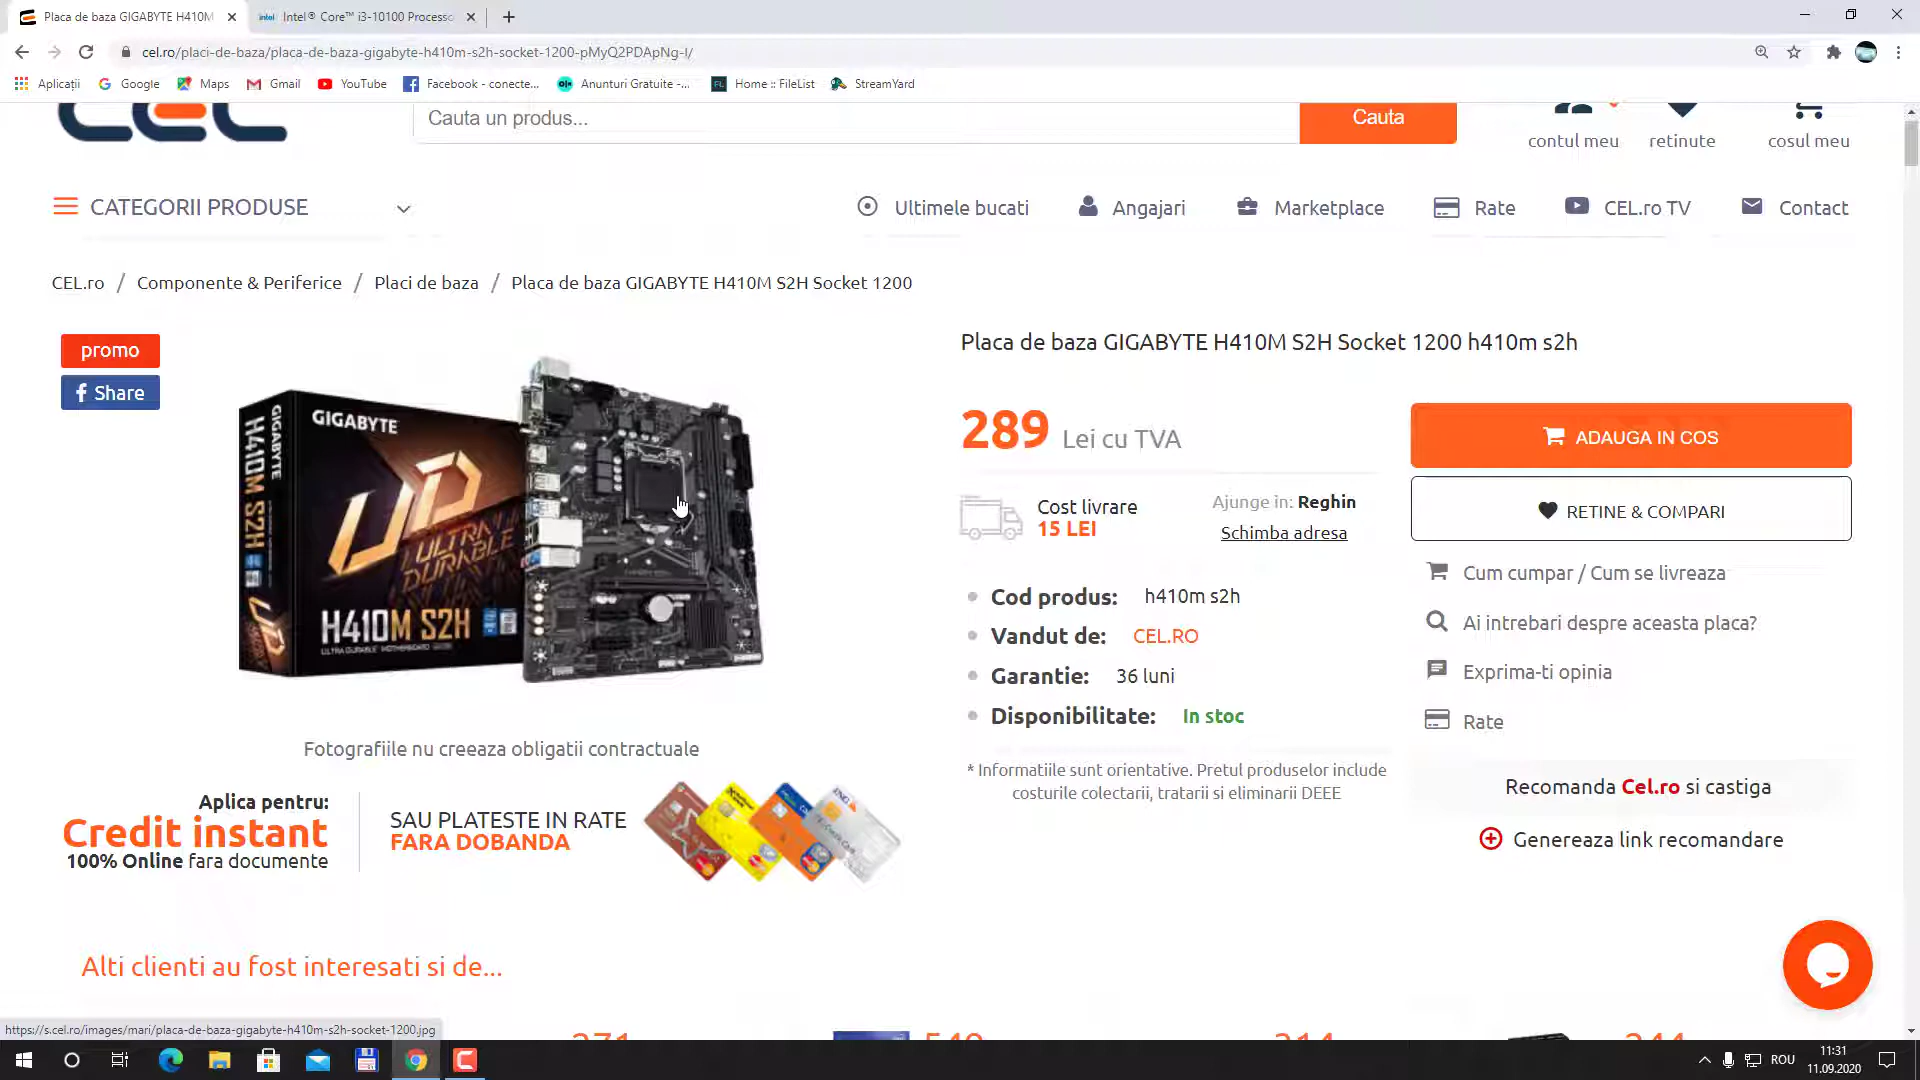 Placa de baza GIGABYTE H410M
Intel® Core™ i3-10100 Processo
cel.ro/placi-de-baza/placa-de-baza-gigabyte-h410m-s2h-socket-1200-pMyQ2PDApNg-l/
Aplicații
Google
Maps
Gmail
YouTube
Facebook - conecte...
Anunturi Gratuite -...
Home :: FileList
StreamYard
cel
Cauta un produs...
Cauta
contul meu
retinute
cosul meu
CATEGORII PRODUSE
Ultimele bucati
Angajari
Marketplace
Rate
CEL.ro TV
Contact
CEL.ro / Componente & Periferice / Placi de baza / Placa de baza GIGABYTE H410M S2H Socket 1200
promo
Share
GIGABYTE
H410M S2H
GIGABYTE
UD
ULTRA
DURABLE
H410M S2H
ULTRA DURABLE MOTHERBOARD
Fotografiile nu creeaza obligatii contractuale
Aplica pentru:
Credit instant
100% Online fara documente
SAU PLATESTE IN RATE
FARA DOBANDA
Placa de baza GIGABYTE H410M S2H Socket 1200 h410m s2h
289 Lei cu TVA
Cost livrare
15 LEI
Ajunge in: Reghin
Schimba adresa
Cod produs: h410m s2h
Vandut de: CEL.RO
Garantie: 36 luni
Disponibilitate: In stoc
* Informatiile sunt orientative. Pretul produselor include
costurile colectarii, tratarii si eliminarii DEEE
ADAUGA IN COS
RETINE & COMPARI
Cum cumpar / Cum se livreaza
Ai intrebari despre aceasta placa?
Exprima-ti opinia
Rate
Recomanda Cel.ro si castiga
Genereaza link recomandare
Alti clienti au fost interesati si de...
https://s.cel.ro/images/mari/placa-de-baza-gigabyte-h410m-s2h-socket-1200.jpg
ROU
11:31
11.09.2020